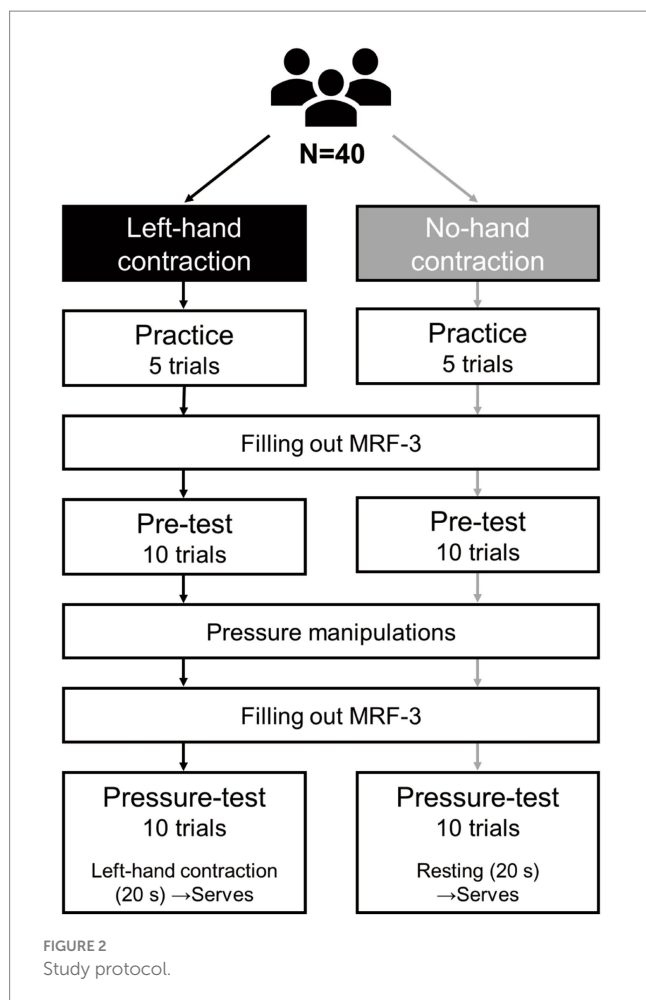 N=40
Left-hand
contraction
No-hand
contraction
Practice
5 trials
Practice
5 trials
Filling out MRF-3
Pre-test
10 trials
Pre-test
10 trials
Pressure manipulations
Filling out MRF-3
Pressure-test
10 trials
Left-hand contraction
(20 s) →Serves
Pressure-test
10 trials
Resting (20 s)
→Serves
FIGURE 2
Study protocol.